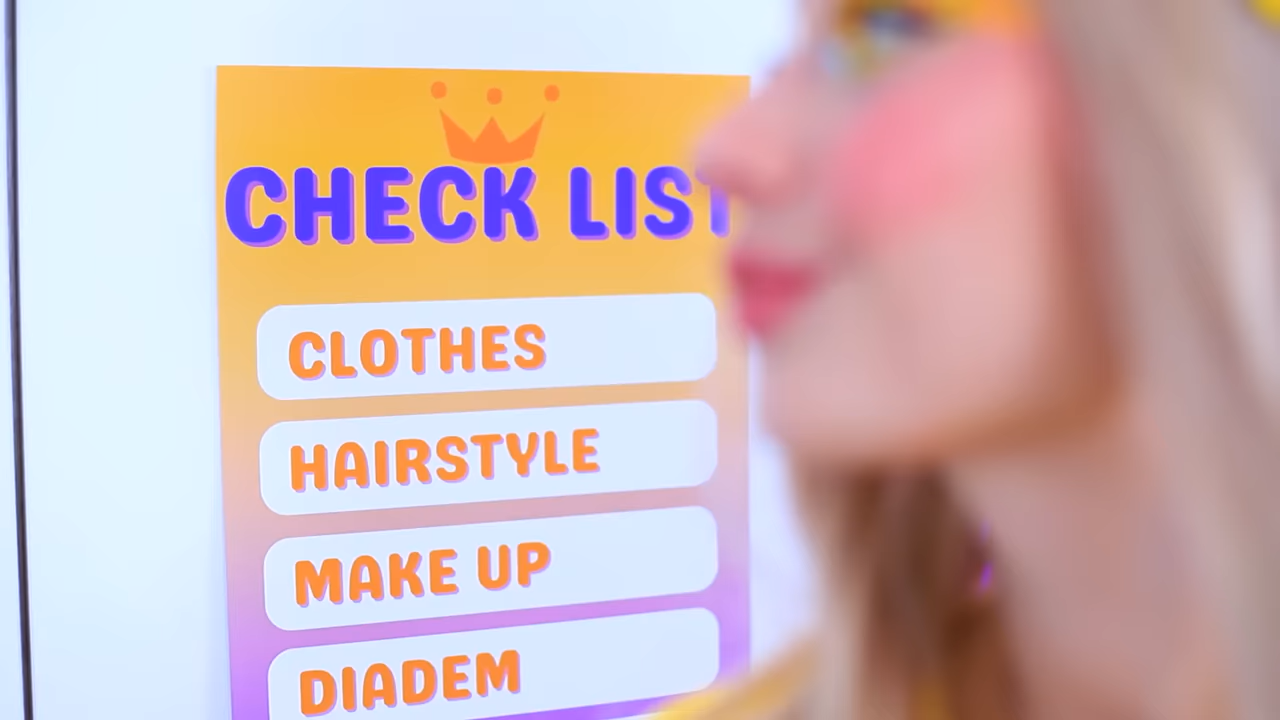 CHECK LIST
CLOTHES
HAIRSTYLE
MAKE UP
DIADEM